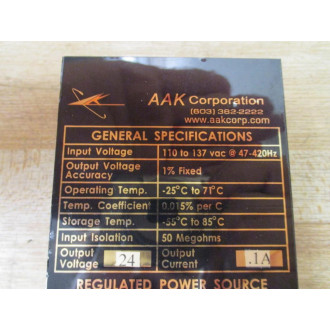 AAK Corporation
(603) 382-2222
www.aakcorp.com
GENERAL SPECIFICATIONS
Input Voltage 110 to 137 vac @ 47-420Hz
Output Voltage Accuracy 1% Fixed
Operating Temp. -25°C to 71°C
Temp. Coefficient 0.015% per C
Storage Temp. -55°C to 85°C
Input Isolation 50 Megohms
Output Voltage 24 Output Current .1A
REGULATED POWER SOURCE